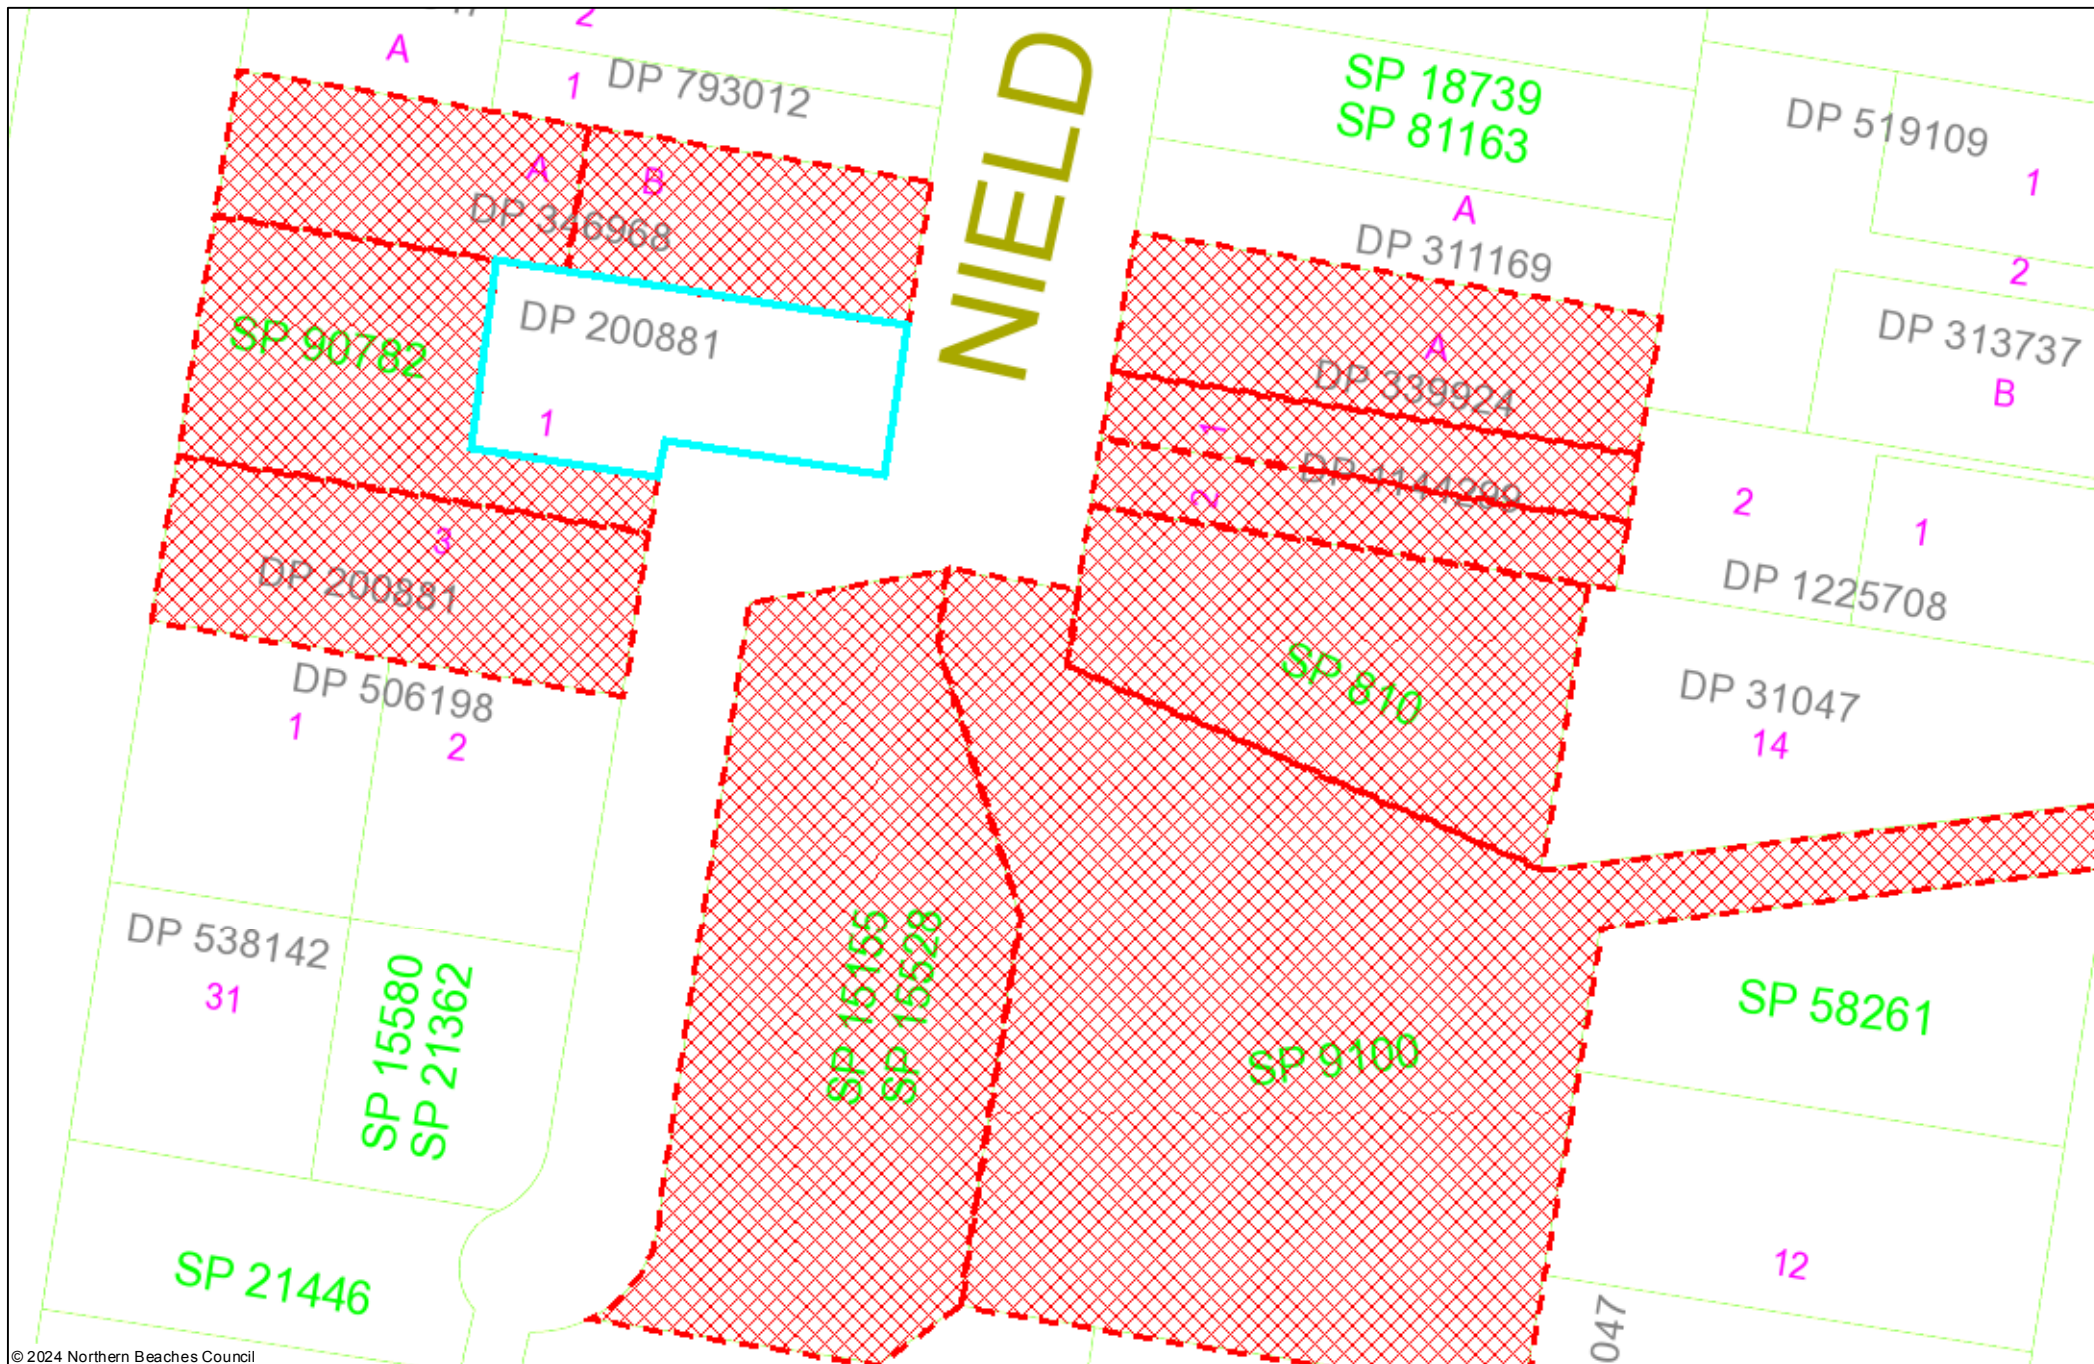 A
2
1
DP 793012
NIELD
SP 18739
SP 81163
DP 519109
1
A
B
DP 346968
A
DP 311169
2
DP 313737
B
SP 90782
DP 200881
1
A
DP 339924
1
DP 1144299
2
2
1
DP 1225708
3
DP 200881
SP 810
DP 31047
14
DP 506198
1
2
DP 538142
31
SP 15580
SP 21362
SP 15155
SP 15528
SP 9100
SP 58261
SP 21446
12
047
© 2024 Northern Beaches Council